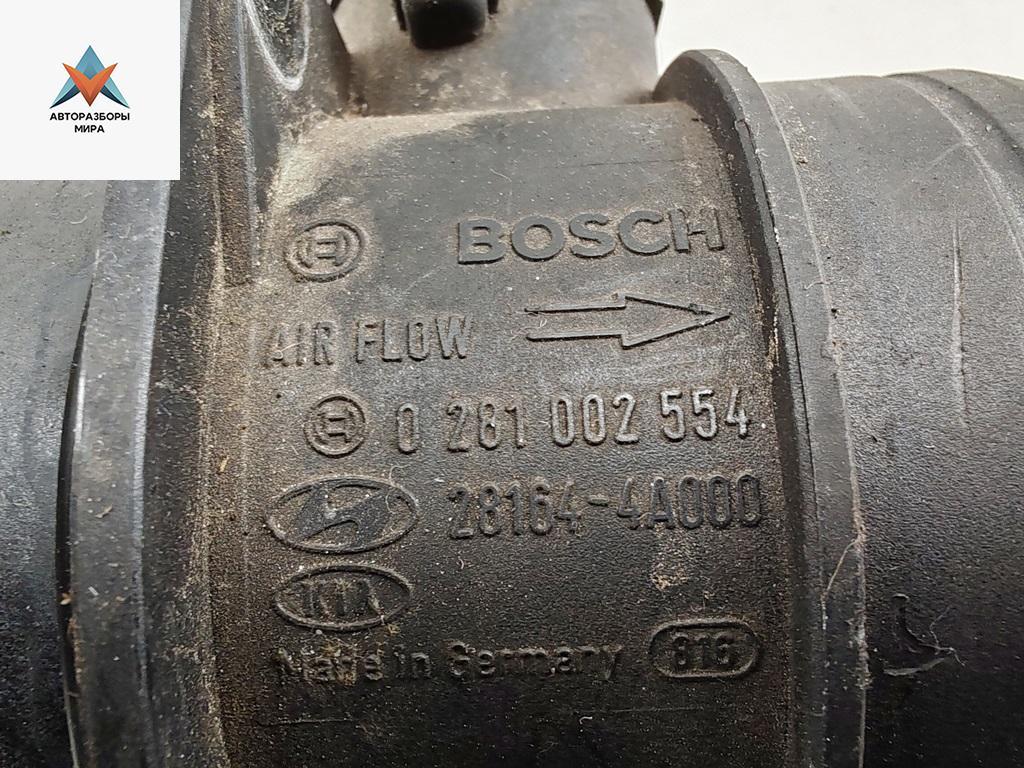 АВТОРАЗБОРЫ
МИРА
BOSCH
AIR FLOW
0 281 002 554
28164-4A000
KIA
Made in Germany 816